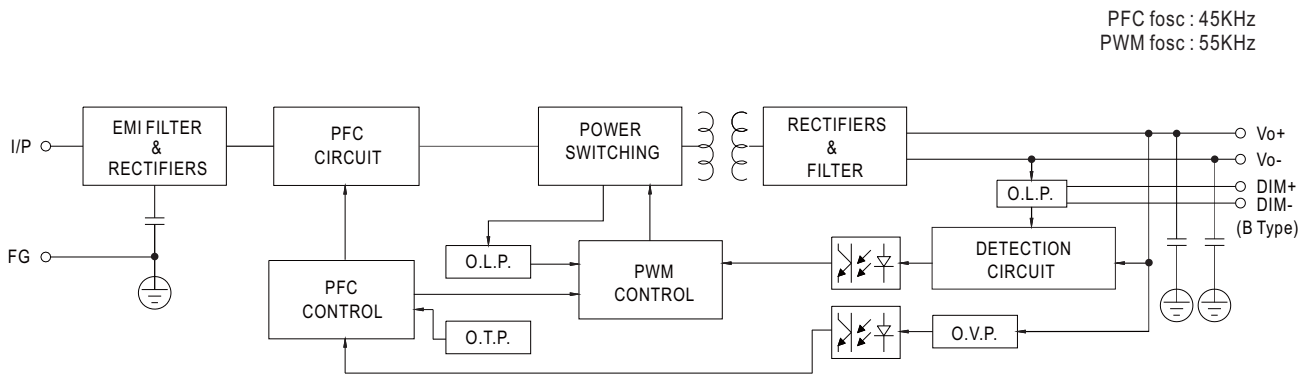 PFC fosc : 45KHz
PWM fosc : 55KHz
I/P
EMI FILTER
&
RECTIFIERS
PFC
CIRCUIT
POWER
SWITCHING
RECTIFIERS
&
FILTER
Vo+
Vo-
DIM+
DIM-
(B Type)
O.L.P.
FG
O.L.P.
PFC
CONTROL
PWM
CONTROL
DETECTION
CIRCUIT
O.T.P.
O.V.P.